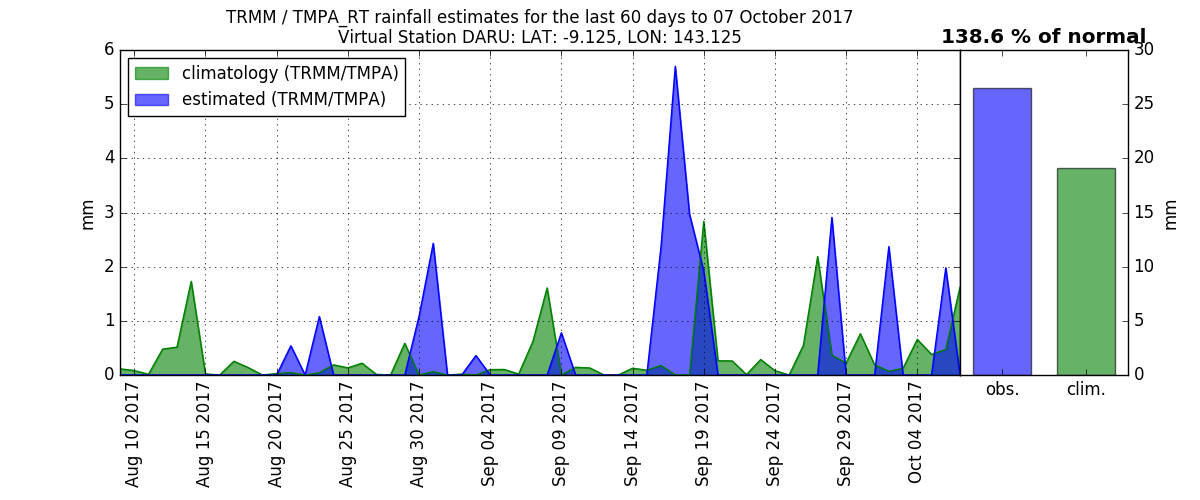 TRMM / TMPA_RT rainfall estimates for the last 60 days to 07 October 2017
Virtual Station DARU: LAT: -9.125, LON: 143.125
138.6 % of normal
climatology (TRMM/TMPA)
estimated (TRMM/TMPA)
6
5
4
3
2
1
0
mm
30
25
20
15
10
5
0
mm
Aug 10 2017
Aug 15 2017
Aug 20 2017
Aug 25 2017
Aug 30 2017
Sep 04 2017
Sep 09 2017
Sep 14 2017
Sep 19 2017
Sep 24 2017
Sep 29 2017
Oct 04 2017
obs.
clim.